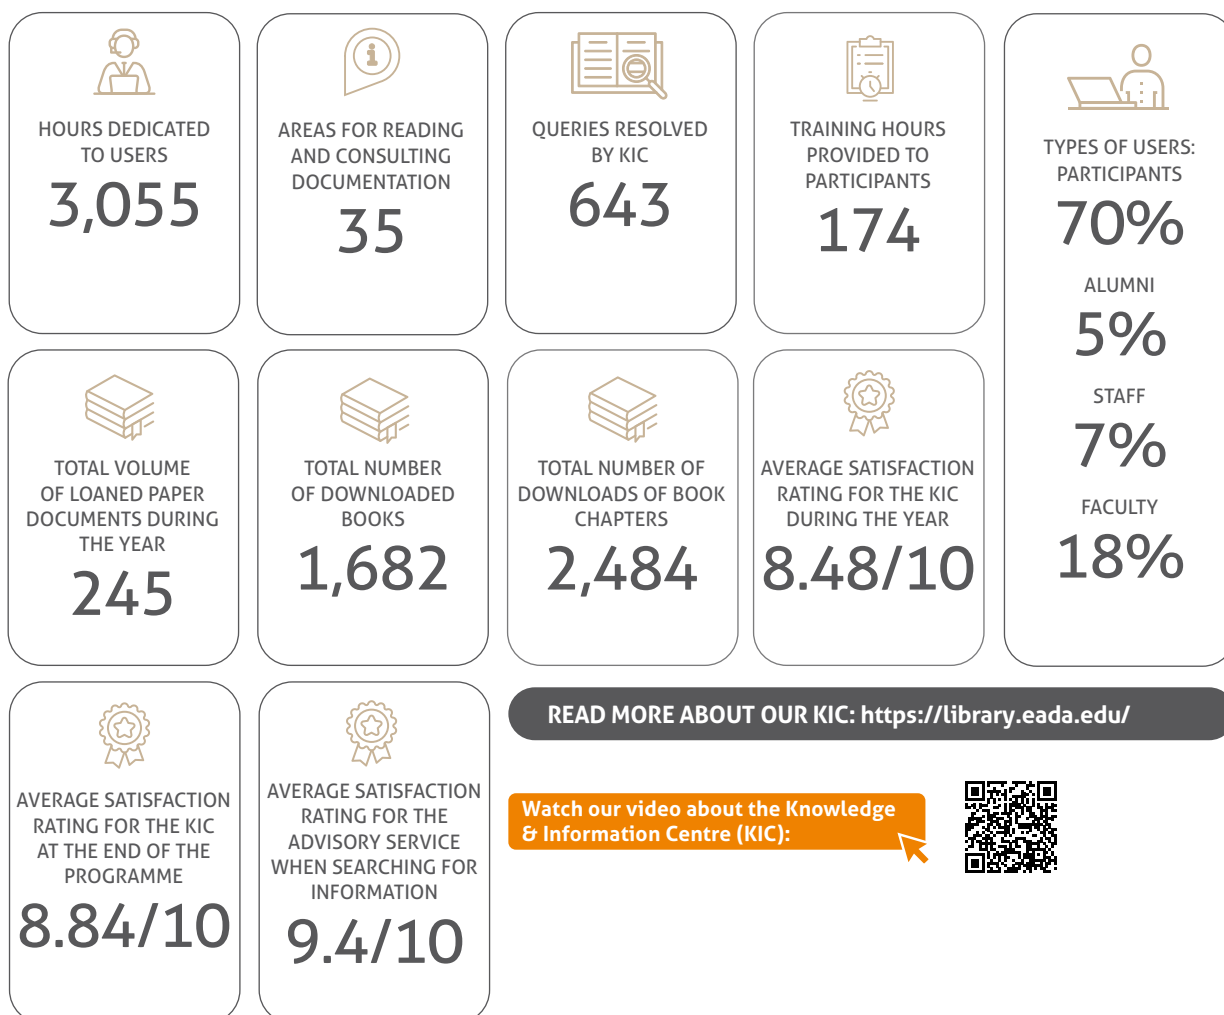 HOURS DEDICATED
TO USERS
3,055
AREAS FOR READING
AND CONSULTING
DOCUMENTATION
35
QUERIES RESOLVED
BY KIC
643
TRAINING HOURS
PROVIDED TO
PARTICIPANTS
174
TYPES OF USERS:
PARTICIPANTS
70%
ALUMNI
5%
STAFF
7%
FACULTY
18%
TOTAL VOLUME
OF LOANED PAPER
DOCUMENTS DURING
THE YEAR
245
TOTAL NUMBER
OF DOWNLOADED
BOOKS
1,682
TOTAL NUMBER OF
DOWNLOADS OF BOOK
CHAPTERS
2,484
AVERAGE SATISFACTION
RATING FOR THE KIC
DURING THE YEAR
8.48/10
AVERAGE SATISFACTION
RATING FOR THE KIC
AT THE END OF THE
PROGRAMME
8.84/10
AVERAGE SATISFACTION
RATING FOR THE
ADVISORY SERVICE
WHEN SEARCHING FOR
INFORMATION
9.4/10
READ MORE ABOUT OUR KIC: https://library.eada.edu/
Watch our video about the Knowledge
& Information Centre (KIC):